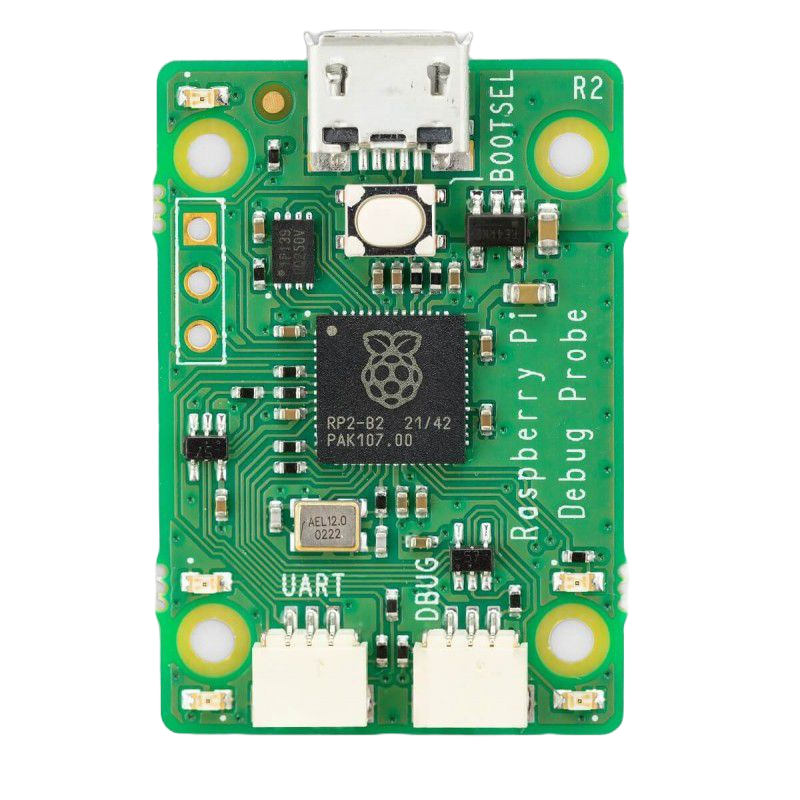 BOOTSEL
R2
Raspberry Pi
Debug Probe
RP2-B2 21/42
PAK107.00
AEL12.0
0222
UART
DBUG